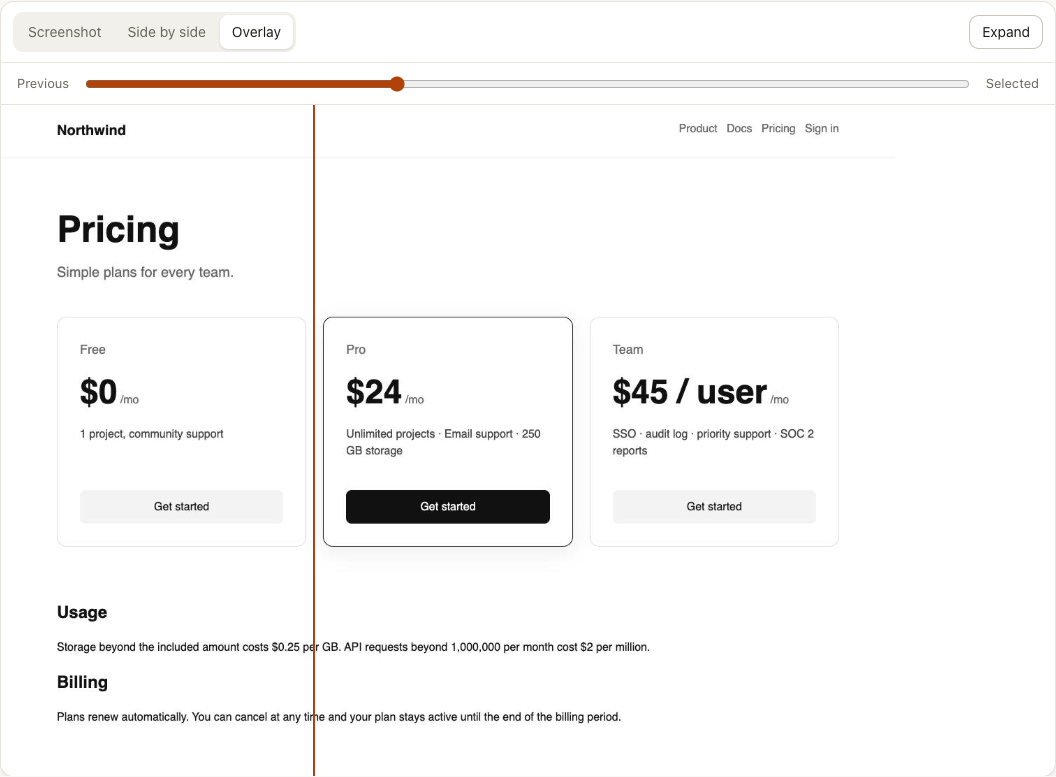 Screenshot Side by side Overlay Expand
Previous Selected
Northwind Product Docs Pricing Sign in
Pricing
Simple plans for every team.
Free
$0 /mo
1 project, community support
Get started
Pro
$24 /mo
Unlimited projects · Email support · 250
GB storage
Get started
Team
$45 / user /mo
SSO · audit log · priority support · SOC 2
reports
Get started
Usage
Storage beyond the included amount costs $0.25 per GB. API requests beyond 1,000,000 per month cost $2 per million.
Billing
Plans renew automatically. You can cancel at any time and your plan stays active until the end of the billing period.